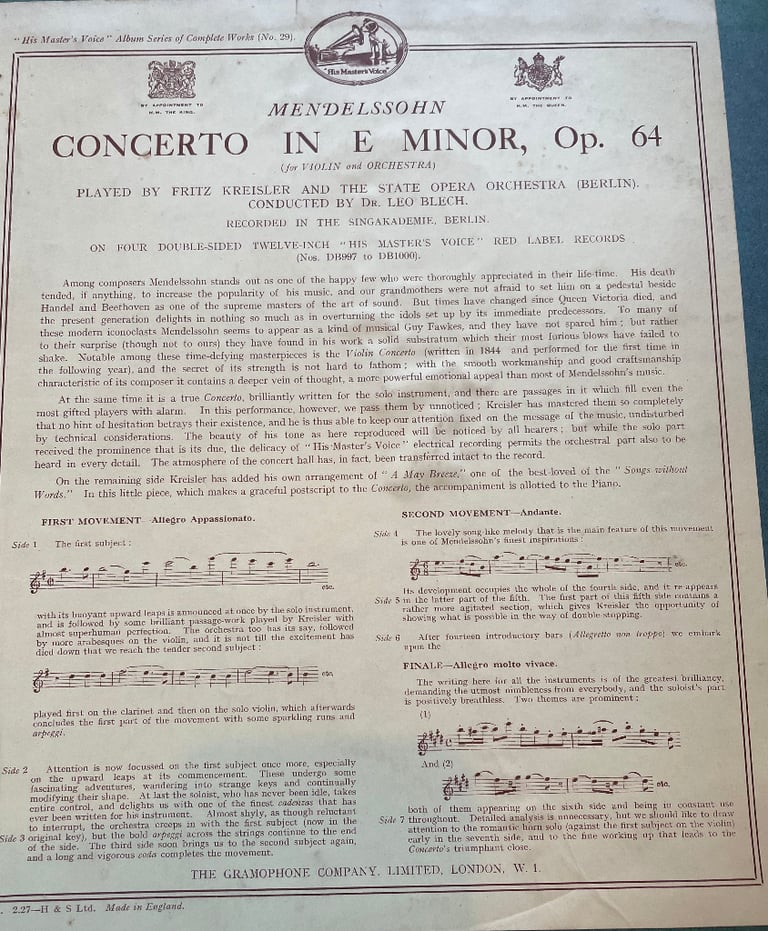 "His Master's Voice" Album Series of Complete Works (No. 29).
"His Master's Voice"
BY APPOINTMENT TO
H.M. THE KING.
BY APPOINTMENT TO
H.M. THE QUEEN.
MENDELSSOHN
CONCERTO IN E MINOR, Op. 64
(for VIOLIN and ORCHESTRA)
PLAYED BY FRITZ KREISLER AND THE STATE OPERA ORCHESTRA (BERLIN).
CONDUCTED BY DR. LEO BLECH.
RECORDED IN THE SINGAKADEMIE, BERLIN.
ON FOUR DOUBLE-SIDED TWELVE-INCH "HIS MASTER'S VOICE" RED LABEL RECORDS
(Nos. DB997 to DB1000).
Among composers Mendelssohn stands out as one of the happy few who were thoroughly appreciated in their life-time. His death
tended, if anything, to increase the popularity of his music, and our grandmothers were not afraid to set him on a pedestal beside
Handel and Beethoven as one of the supreme masters of the art of sound. But times have changed since Queen Victoria died, and
the present generation delights in nothing so much as in overturning the idols set up by its immediate predecessors. To many of
these modern iconoclasts Mendelssohn seems to appear as a kind of musical Guy Fawkes, and they have not spared him; but rather
to their surprise (though not to ours) they have found in his work a solid substratum which their most furious blows have failed to
shake. Notable among these time-defying masterpieces is the Violin Concerto (written in 1844 and performed for the first time in
the following year), and the secret of its strength is not hard to fathom; with the smooth workmanship and good craftsmanship
characteristic of its composer it contains a deeper vein of thought, a more powerful emotional appeal than most of Mendelssohn's music.
At the same time it is a true Concerto, brilliantly written for the solo instrument, and there are passages in it which fill even the
most gifted players with alarm. In this performance, however, we pass them by unnoticed; Kreisler has mastered them so completely
that no hint of hesitation betrays their existence, and he is thus able to keep our attention fixed on the message of the music, undisturbed
by technical considerations. The beauty of his tone as here reproduced will be noticed by all hearers; but while the solo part
received the prominence that is its due, the delicacy of "His Master's Voice" electrical recording permits the orchestral part also to be
heard in every detail. The atmosphere of the concert hall has, in fact, been transferred intact to the record.
On the remaining side Kreisler has added his own arrangement of "A May Breeze," one of the best-loved of the "Songs without
Words." In this little piece, which makes a graceful postscript to the Concerto, the accompaniment is allotted to the Piano.
FIRST MOVEMENT—Allegro Appassionato.
Side 1 The first subject:
etc.
with its buoyant upward leaps is announced at once by the solo instrument,
and is followed by some brilliant passage-work played by Kreisler with
almost superhuman perfection. The orchestra too has its say, followed
by more arabesques on the violin, and it is not till the excitement has
died down that we reach the tender second subject:
etc.
played first on the clarinet and then on the solo violin, which afterwards
concludes the first part of the movement with some sparkling runs and
arpeggi.
Side 2 Attention is now focussed on the first subject once more, especially
on the upward leaps at its commencement. These undergo some
fascinating adventures, wandering into strange keys and continually
modifying their shape. At last the soloist, who has never been idle, takes
entire control, and delights us with one of the finest cadenzas that has
ever been written for his instrument. Almost shyly, as though reluctant
to interrupt, the orchestra creeps in with the first subject (now in the
Side 3 original key), but the bold arpeggi across the strings continue to the end
of the side. The third side soon brings us to the second subject again,
and a long and vigorous coda completes the movement.
SECOND MOVEMENT—Andante.
Side 4 The lovely song-like melody that is the main feature of this movement
is one of Mendelssohn's finest inspirations:
etc.
Its development occupies the whole of the fourth side, and it re-appears
Side 5 in the latter part of the fifth. The first part of this fifth side contains a
rather more agitated section, which gives Kreisler the opportunity of
showing what is possible in the way of double-stopping.
Side 6 After fourteen introductory bars (Allegretto non troppo) we embark
upon the
FINALE—Allegro molto vivace.
The writing here for all the instruments is of the greatest brilliancy,
demanding the utmost nimbleness from everybody, and the soloist's part
is positively breathless. Two themes are prominent:
(1)
And (2)
etc.
both of them appearing on the sixth side and being in constant use
Side 7 throughout. Detailed analysis is unnecessary, but we should like to draw
attention to the romantic horn solo (against the first subject on the violin)
early in the seventh side, and to the fine working up that leads to the
Concerto's triumphant close.
THE GRAMOPHONE COMPANY, LIMITED, LONDON, W. 1.
2.27—H & S Ltd. Made in England.